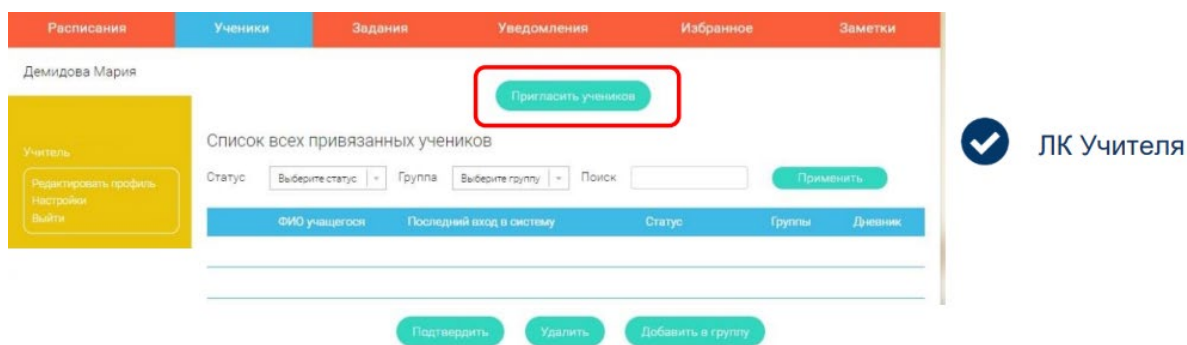 Расписания Ученики Задания Уведомления Избранное Заметки
Демидова Мария
Пригласить учеников
Список всех привязанных учеников
ЛК Учителя
Учитель
Статус Выберите статус Группа Выберите группу Поиск Применить
Редактировать профиль
Настройки
Выйти
ФИО учащегося Последний вход в систему Статус Группы Дневник
Подтвердить Удалить Добавить в группу